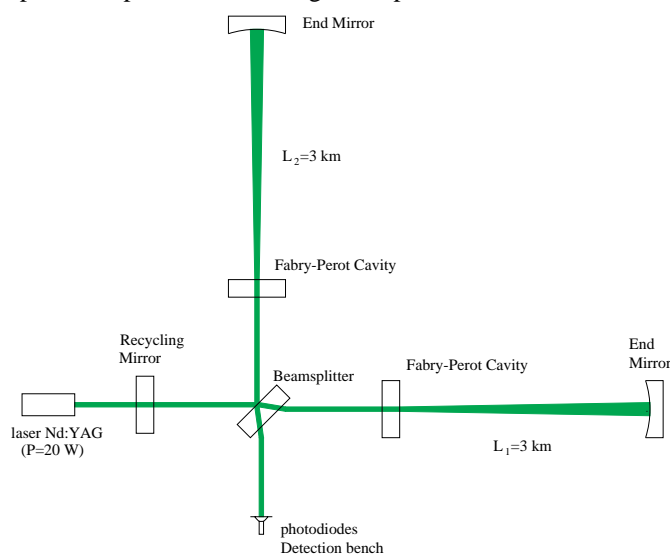 End Mirror
L2=3 km
Fabry-Perot Cavity
Recycling
Mirror
Beamsplitter
Fabry-Perot Cavity
End
Mirror
laser Nd:YAG
(P=20 W)
L1=3 km
photodiodes
Detection bench